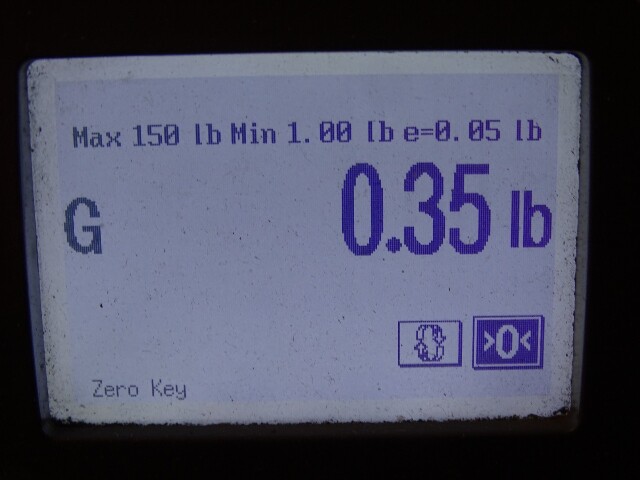 Max 150 lb Min 1.00 lb e=0.05 lb
G 0.35 lb
>0<
Zero Key